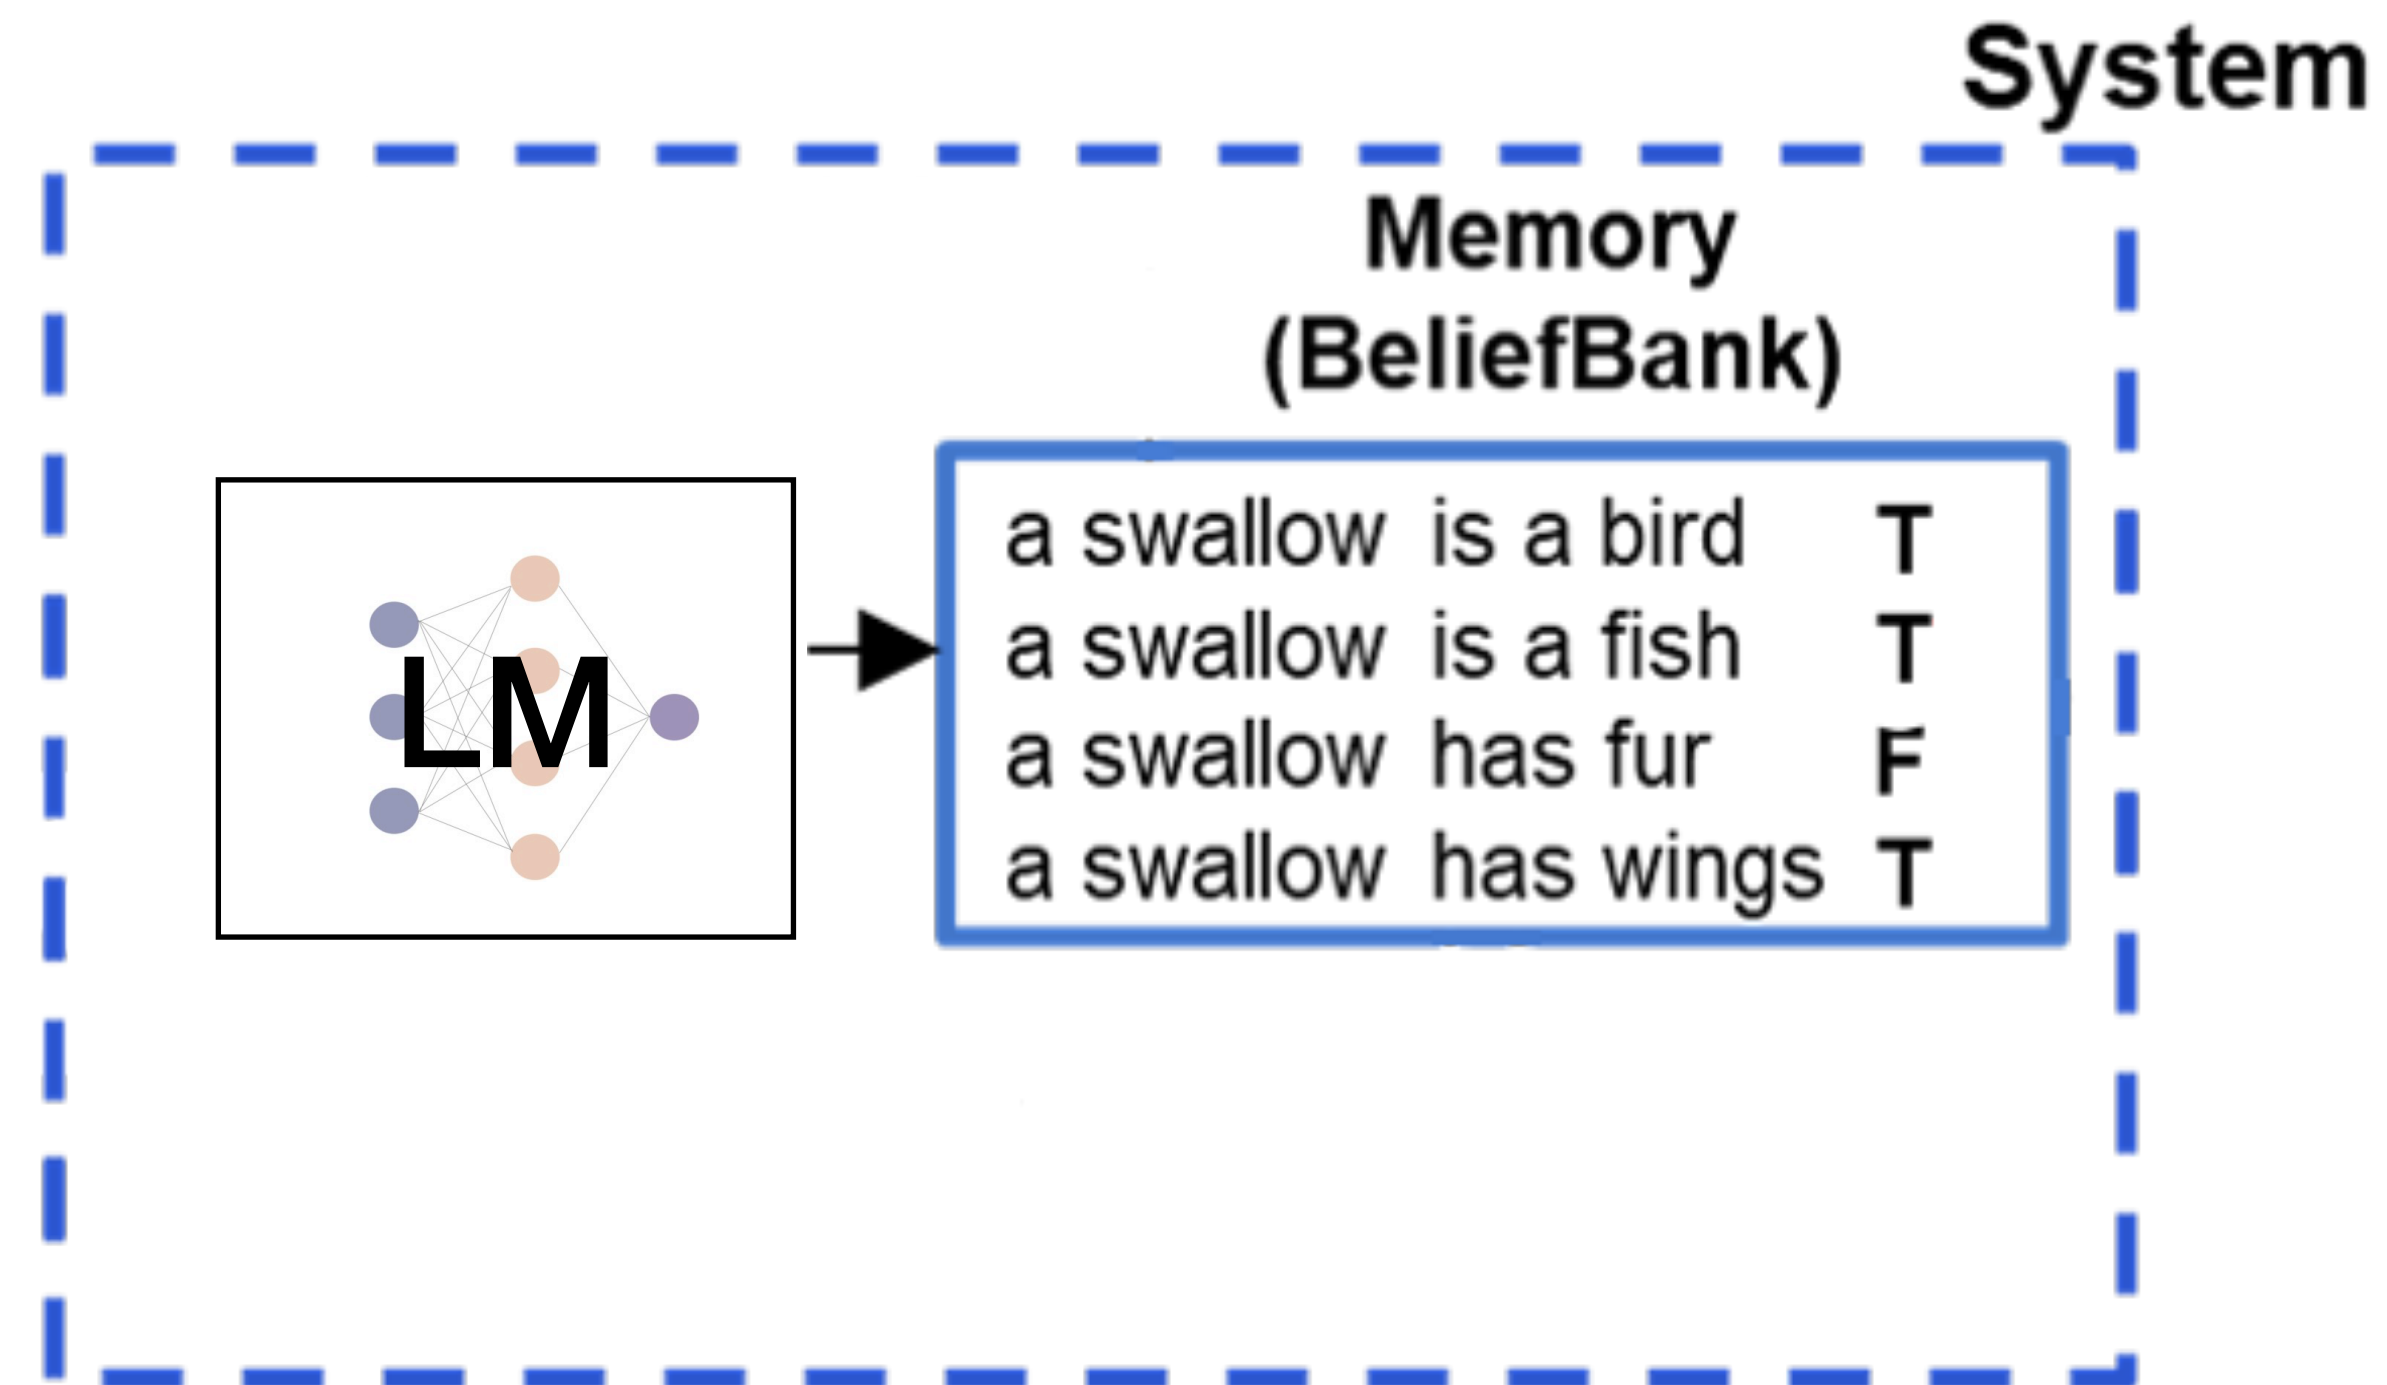 System
Memory
(BeliefBank)
LM
a swallow is a bird T
a swallow is a fish T
a swallow has fur F
a swallow has wings T